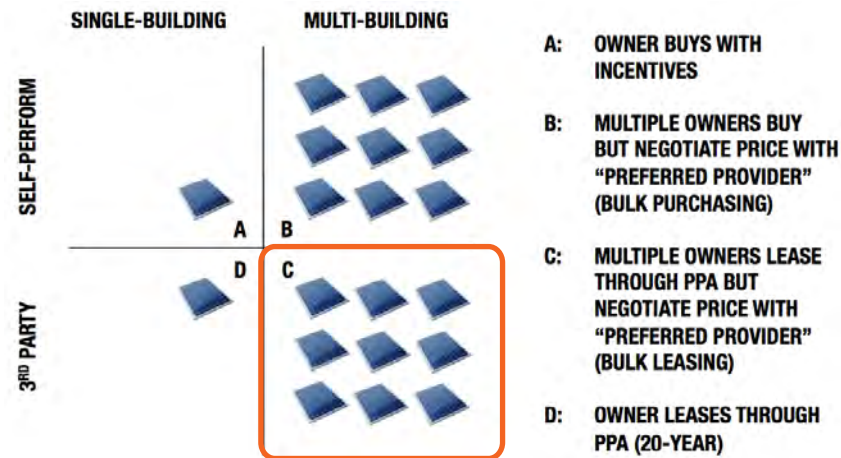 SINGLE-BUILDING
MULTI-BUILDING
SELF-PERFORM
3RD PARTY
A
B
D
C
A: OWNER BUYS WITH
INCENTIVES
B: MULTIPLE OWNERS BUY
BUT NEGOTIATE PRICE WITH
“PREFERRED PROVIDER”
(BULK PURCHASING)
C: MULTIPLE OWNERS LEASE
THROUGH PPA BUT
NEGOTIATE PRICE WITH
“PREFERRED PROVIDER”
(BULK LEASING)
D: OWNER LEASES THROUGH
PPA (20-YEAR)